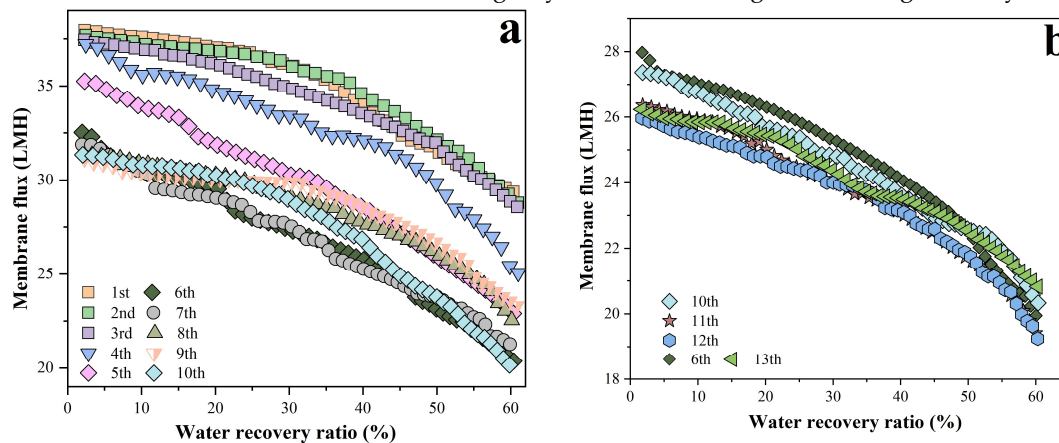 a
Membrane flux (LMH)
35
30
25
20
1st
2nd
3rd
4th
5th
6th
7th
8th
9th
10th
0 10 20 30 40 50 60
Water recovery ratio (%)
Membrane flux (LMH)
28
26
24
22
20
18
10th
11th
12th
6th 13th
0 10 20 30 40 50 60
Water recovery ratio (%)